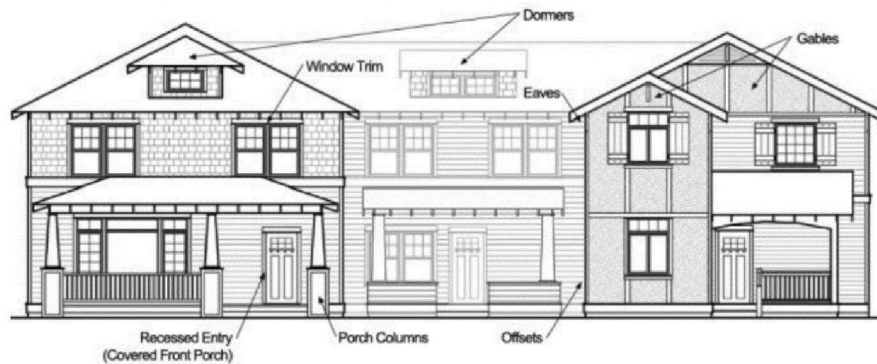 Dormers
Gables
Window Trim
Eaves
Recessed Entry
(Covered Front Porch)
Porch Columns
Offsets